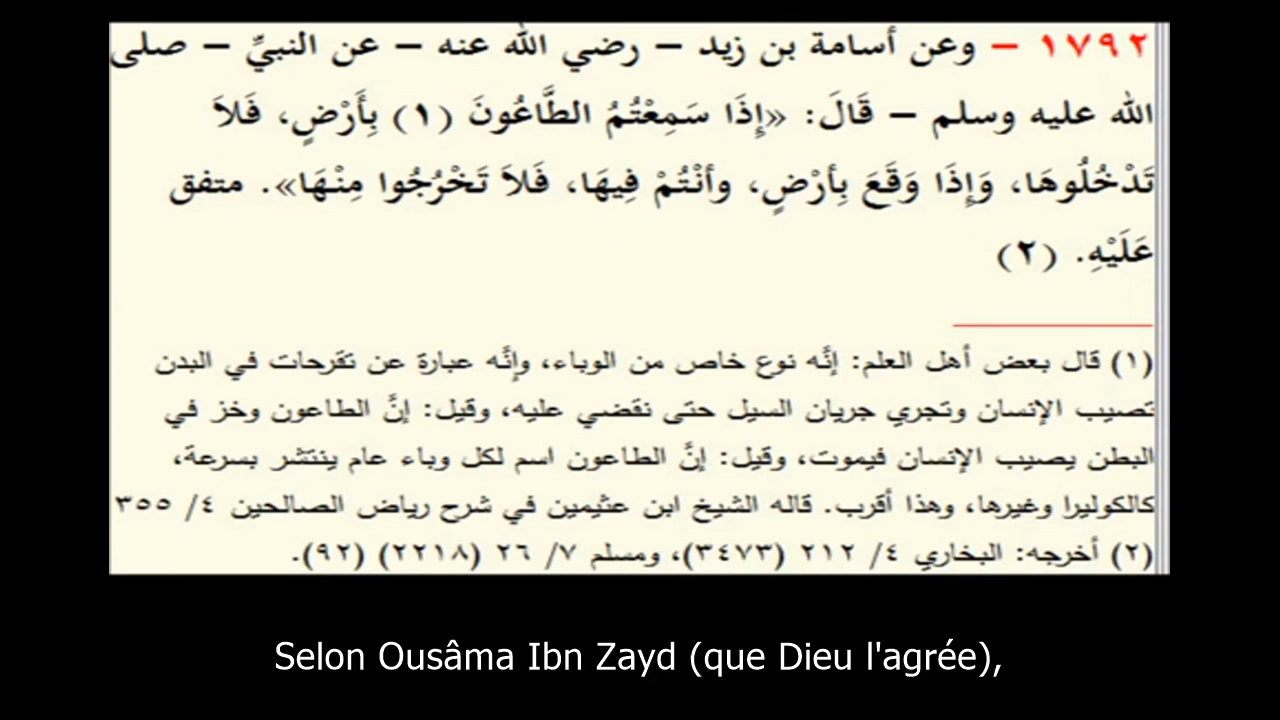 ١٧٩٢ – وعن أسامة بن زيد – رضي الله عنه – عن النبيِّ – صلى
الله عليه وسلم – قَالَ: «إِذَا سَمِعْتُمُ الطَّاعُونَ (١) بِأَرْضٍ، فَلاَ
تَدْخُلُوهَا، وَإِذَا وَقَعَ بِأَرْضٍ، وأنْتُمْ فِيهَا، فَلاَ تَخْرُجُوا مِنْهَا». متفق
عَلَيْهِ. (٢)
(١) قال بعض أهل العلم: إنَّه نوع خاص من الوباء، وإنَّه عبارة عن تقرحات في البدن
تصيب الإنسان وتجري جريان السيل حتى نقضي عليه، وقيل: إنَّ الطاعون وخز في
البطن يصيب الإنسان فيموت، وقيل: إنَّ الطاعون اسم لكل وباء عام ينتشر بسرعة،
كالكوليرا وغيرها، وهذا أقرب. قاله الشيخ ابن عثيمين في شرح رياض الصالحين ٤/ ٣٥٥
(٢) أخرجه: البخاري ٤/ ٢١٢ (٣٤٧٣)، ومسلم ٧/ ٢٦ (٢٢١٨) (٩٢).
Selon Ousâma Ibn Zayd (que Dieu l'agrée),